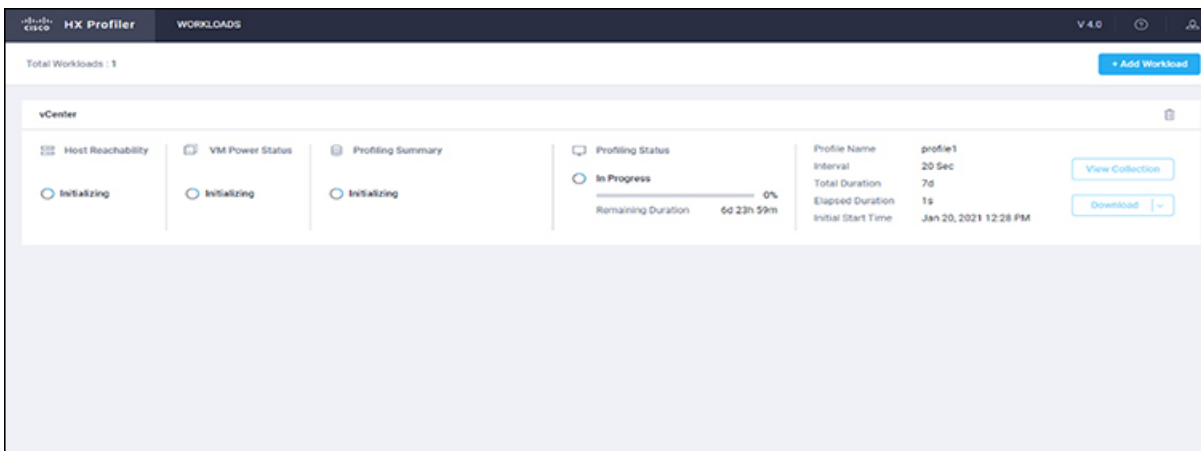 cisco HX Profiler WORKLOADS V 4.0
Total Workloads : 1 + Add Workload
vCenter
Host Reachability
Initializing
VM Power Status
Initializing
Profiling Summary
Initializing
Profiling Status
In Progress
0%
Remaining Duration 6d 23h 59m
Profile Name profile1
Interval 20 Sec
Total Duration 7d
Elapsed Duration 1s
Initial Start Time Jan 20, 2021 12:28 PM
View Collection
Download